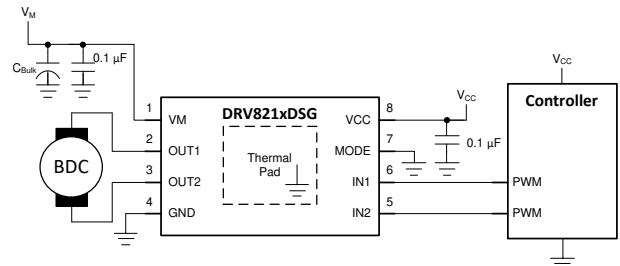 VM
CBulk
0.1 µF
BDC
DRV821xDSG
1
VM
2
OUT1
3
OUT2
4
GND
Thermal
Pad
VCC
8
MODE
7
IN1
6
IN2
5
VCC
0.1 µF
VCC
Controller
PWM
PWM